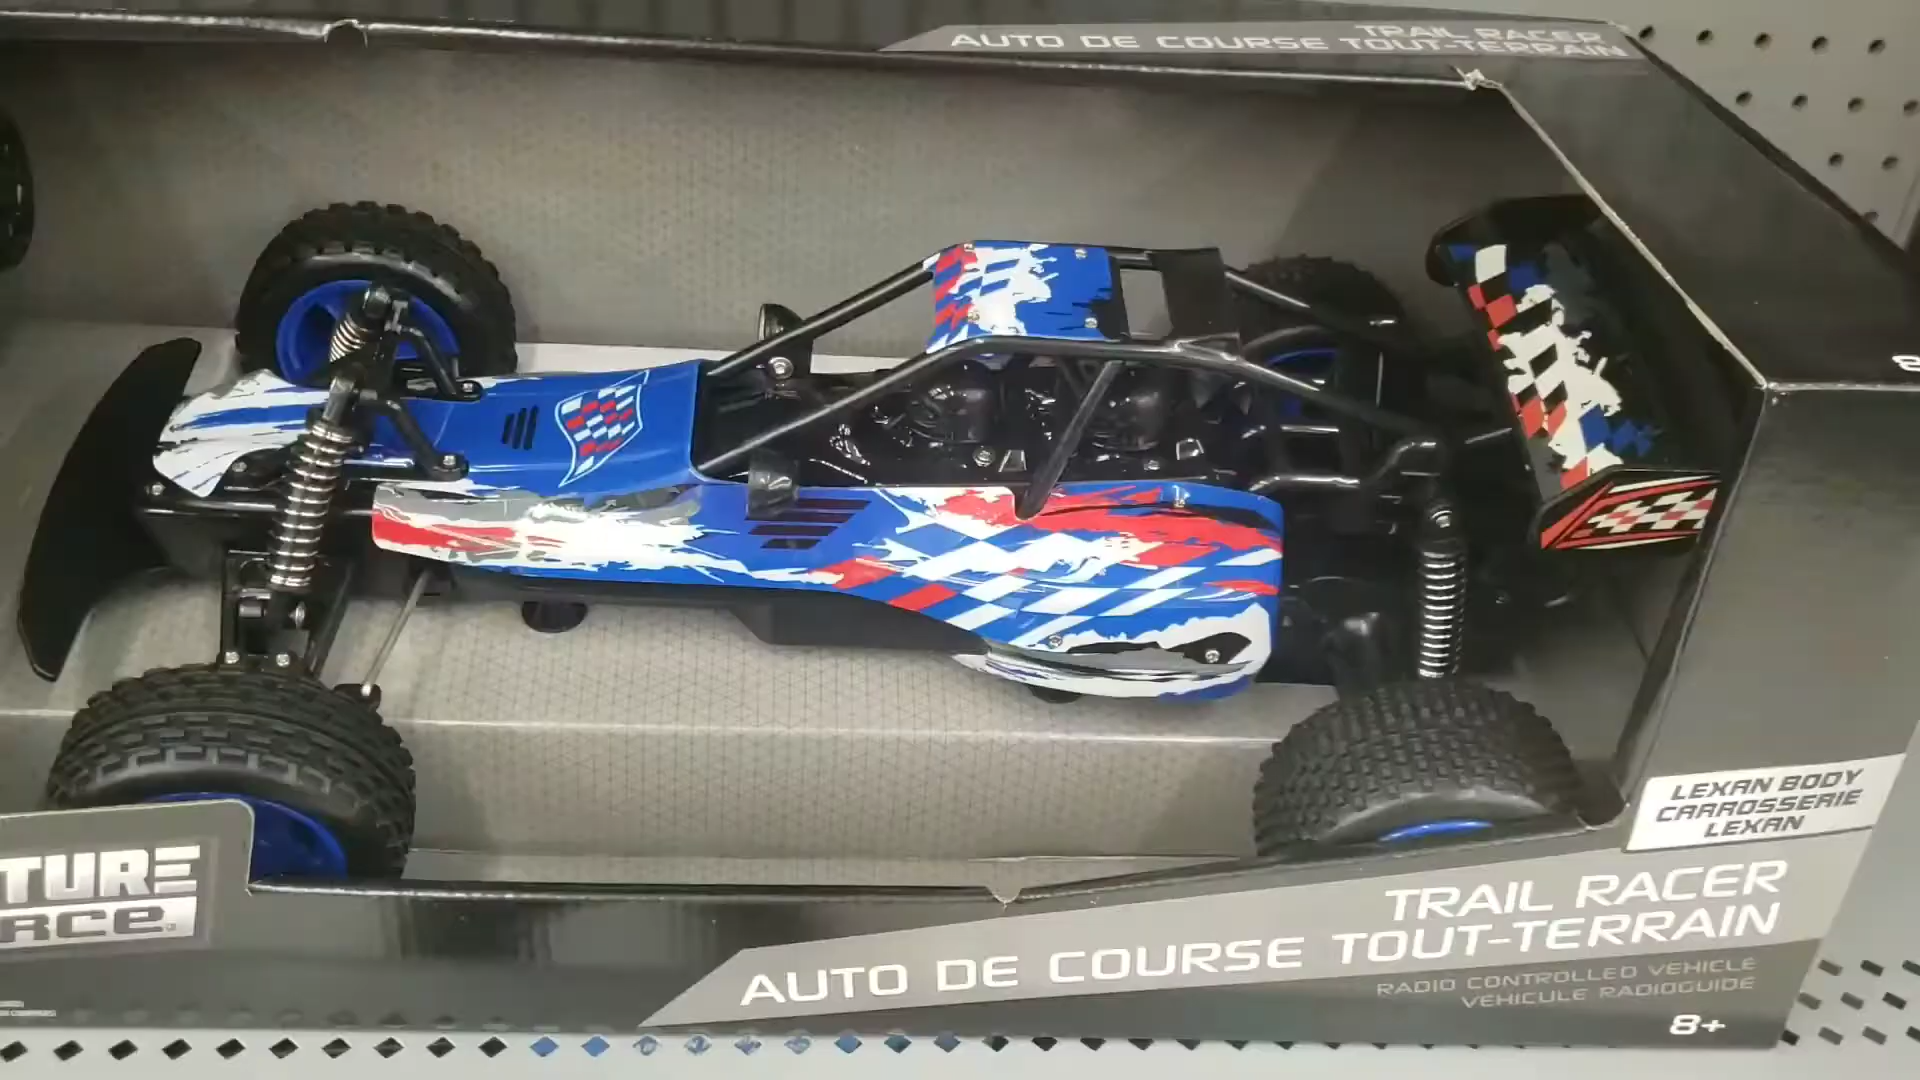 TRAIL RACER
AUTO DE COURSE TOUT-TERRAIN
8
LEXAN BODY
CARROSSERIE
LEXAN
TURE
RCE
TRAIL RACER
AUTO DE COURSE TOUT-TERRAIN
RADIO CONTROLLED VEHICLE
VÉHICULE RADIOGUIDÉ
8+